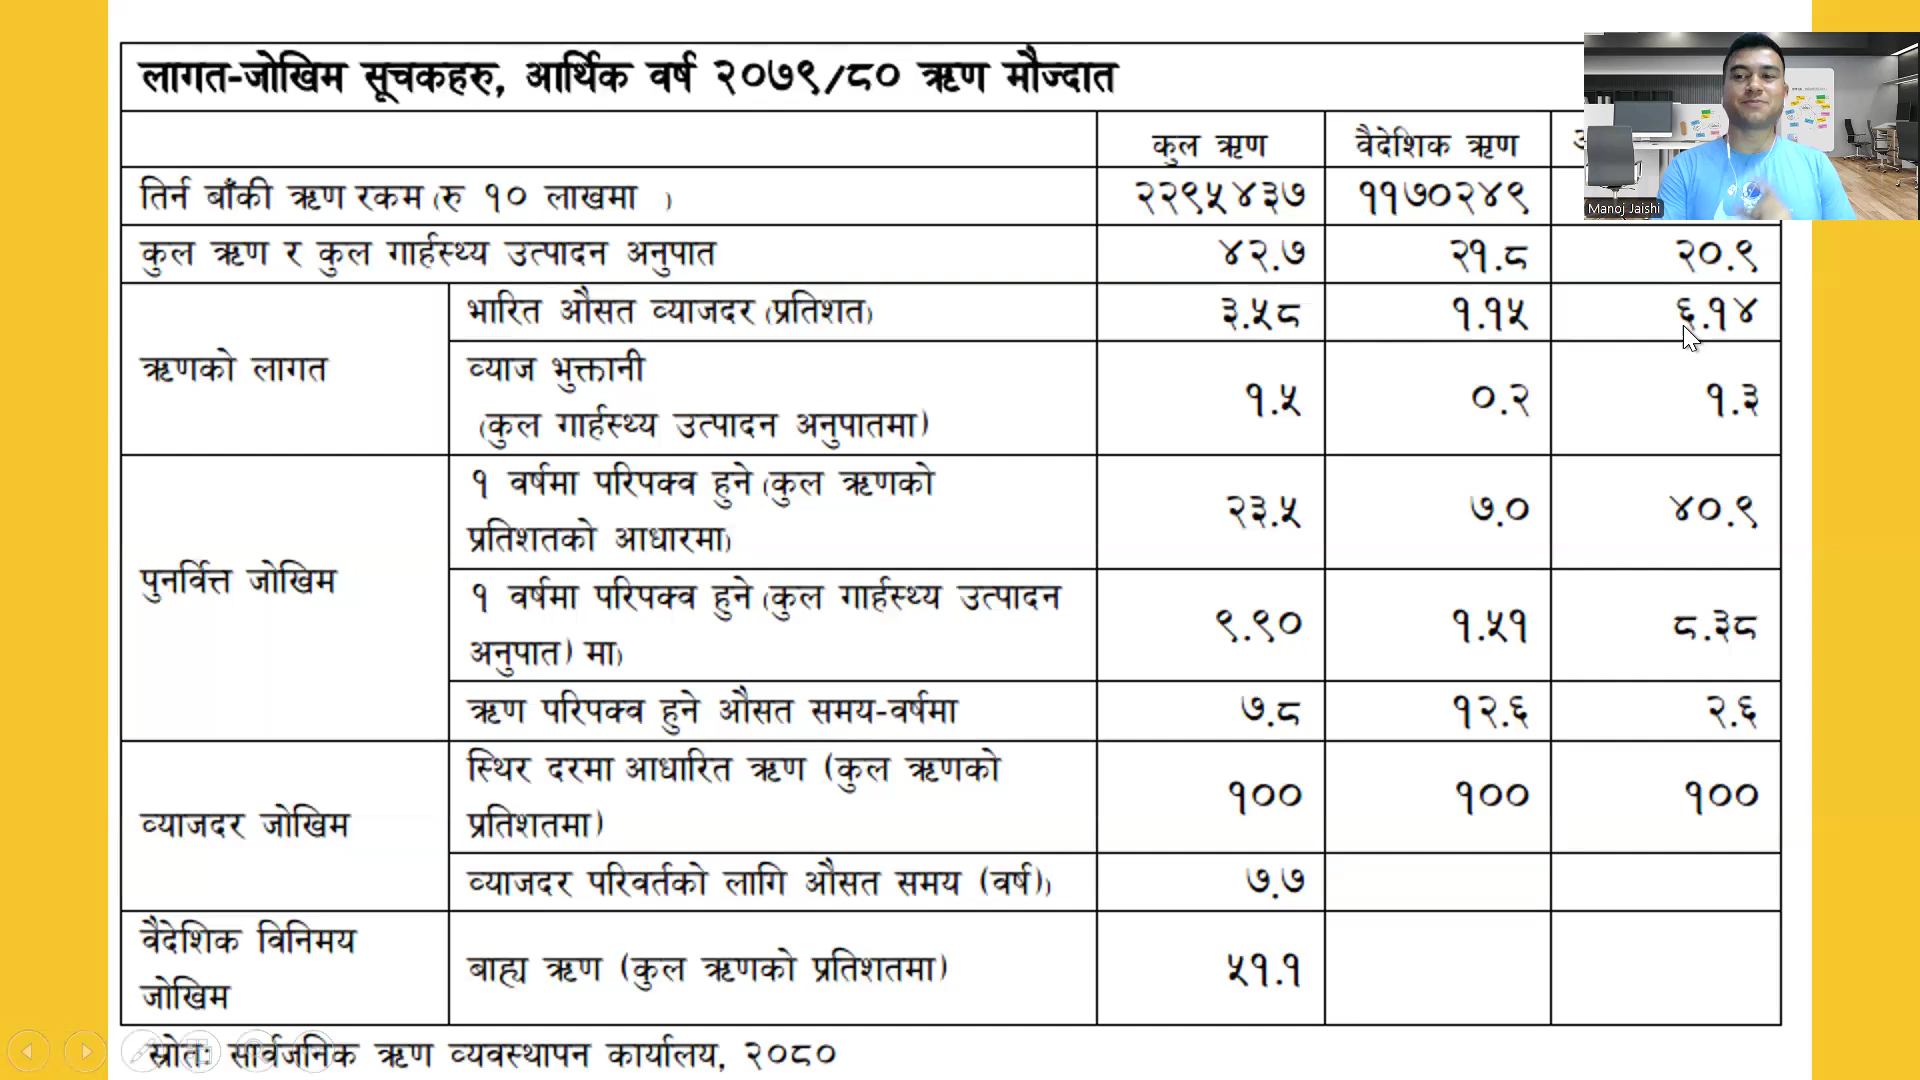 लागत-जोखिम सूचकहरु, आर्थिक वर्ष २०७९/८० ऋण मौज्दात
कुल ऋण वैदेशिक ऋण
तिर्न बाँकी ऋण रकम (रु १० लाखमा ) २२९५४३७ ११७०२४९
कुल ऋण र कुल गार्हस्थ्य उत्पादन अनुपात ४२.७ २१.८ २०.९
ऋणको लागत
भारित औसत व्याजदर (प्रतिशत) ३.५८ १.१५ ६.१४
व्याज भुक्तानी
(कुल गार्हस्थ्य उत्पादन अनुपातमा) १.५ ०.२ १.३
पुनर्वित्त जोखिम
१ वर्षमा परिपक्व हुने (कुल ऋणको
प्रतिशतको आधारमा) २३.५ ७.० ४०.९
१ वर्षमा परिपक्व हुने (कुल गार्हस्थ्य उत्पादन
अनुपात) मा) ९.९० १.५१ ८.३८
ऋण परिपक्व हुने औसत समय-वर्षमा ७.८ १२.६ २.६
व्याजदर जोखिम
स्थिर दरमा आधारित ऋण (कुल ऋणको
प्रतिशतमा) १०० १०० १००
व्याजदर परिवर्तको लागि औसत समय (वर्ष)) ७.७
वैदेशिक विनिमय
जोखिम
बाह्य ऋण (कुल ऋणको प्रतिशतमा) ५१.१
स्रोत: सार्वजनिक ऋण व्यवस्थापन कार्यालय, २०८०
Manoj Jaishi